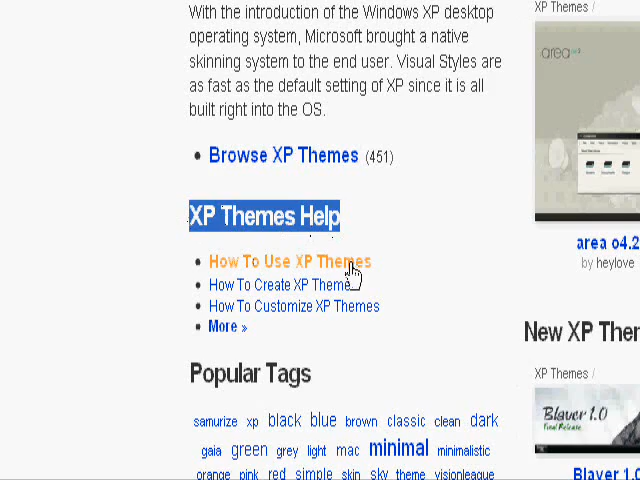 With the introduction of the Windows XP desktop
operating system, Microsoft brought a native
skinning system to the end user. Visual Styles are
as fast as the default setting of XP since it is all
built right into the OS.
Browse XP Themes (451)
XP Themes Help
How To Use XP Themes
How To Create XP Theme
How To Customize XP Themes
More »
Popular Tags
samurize xp black blue brown classic clean dark
gaia green grey light mac minimal minimalistic
orange pink red simple skin sky theme visionleague
XP Themes /
area
area o4.2
by heylove
New XP Them
XP Themes /
Blaver 1.0
Final Release
Blaver 1.0